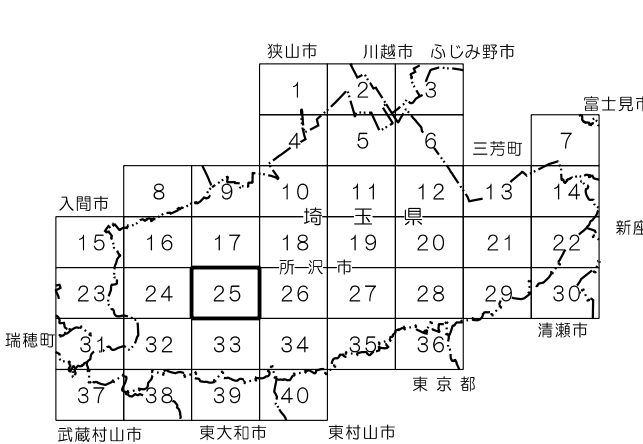 狭山市 川越市 ふじみ野市
1 2 3
富士見市
4 5 6 三芳町 7
8 9 10 11 12 13 14
入間市
埼玉県
新座
15 16 17 18 19 20 21 22
所沢市
23 24 25 26 27 28 29 30
清瀬市
瑞穂町 31 32 33 34 35 36
東京都
37 38 39 40
武蔵村山市 東大和市 東村山市